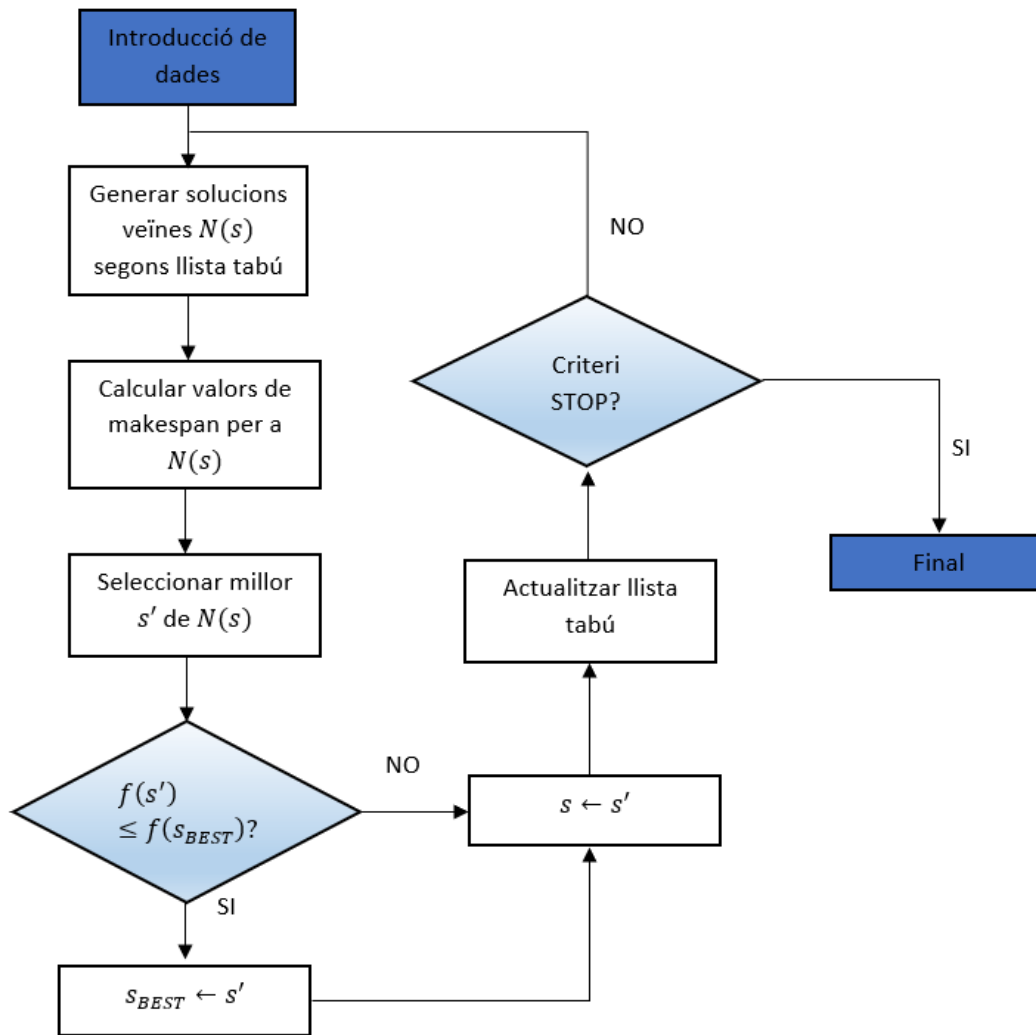 Introducció de
dades
Generar solucions
veïnes N(s)
segons llista tabú
Calcular valors de
makespan per a
N(s)
Seleccionar millor
s′ de N(s)
f(s′)
≤ f(s_BEST)?
SI
s_BEST ← s′
NO
s ← s′
Actualitzar llista
tabú
Criteri
STOP?
NO
SI
Final